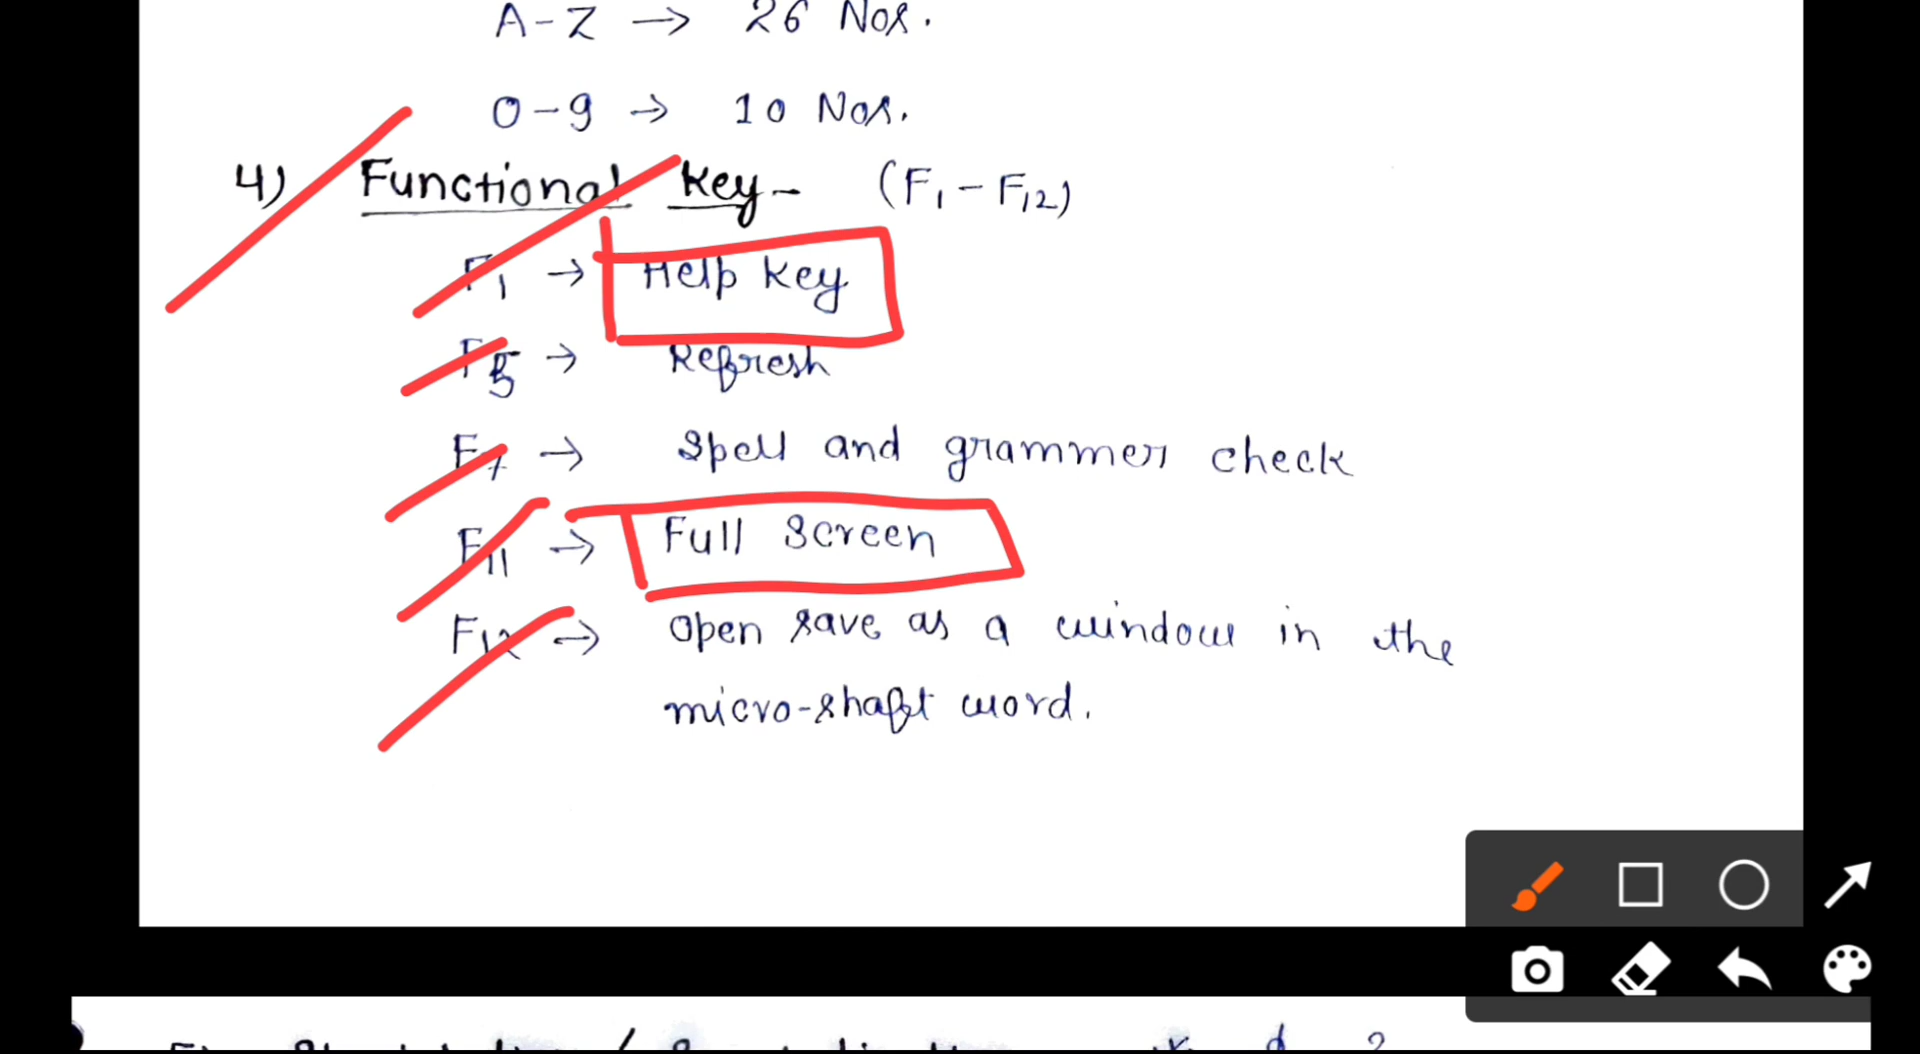 A-Z → 26 Nos.
0-9 → 10 Nos.
4) Functional key- (F1-F12)
F1 → Help key
F5 → Refresh
F7 → Spell and grammer check
F11 → Full Screen
F12 → Open save as a window in the
micro-shaft word.